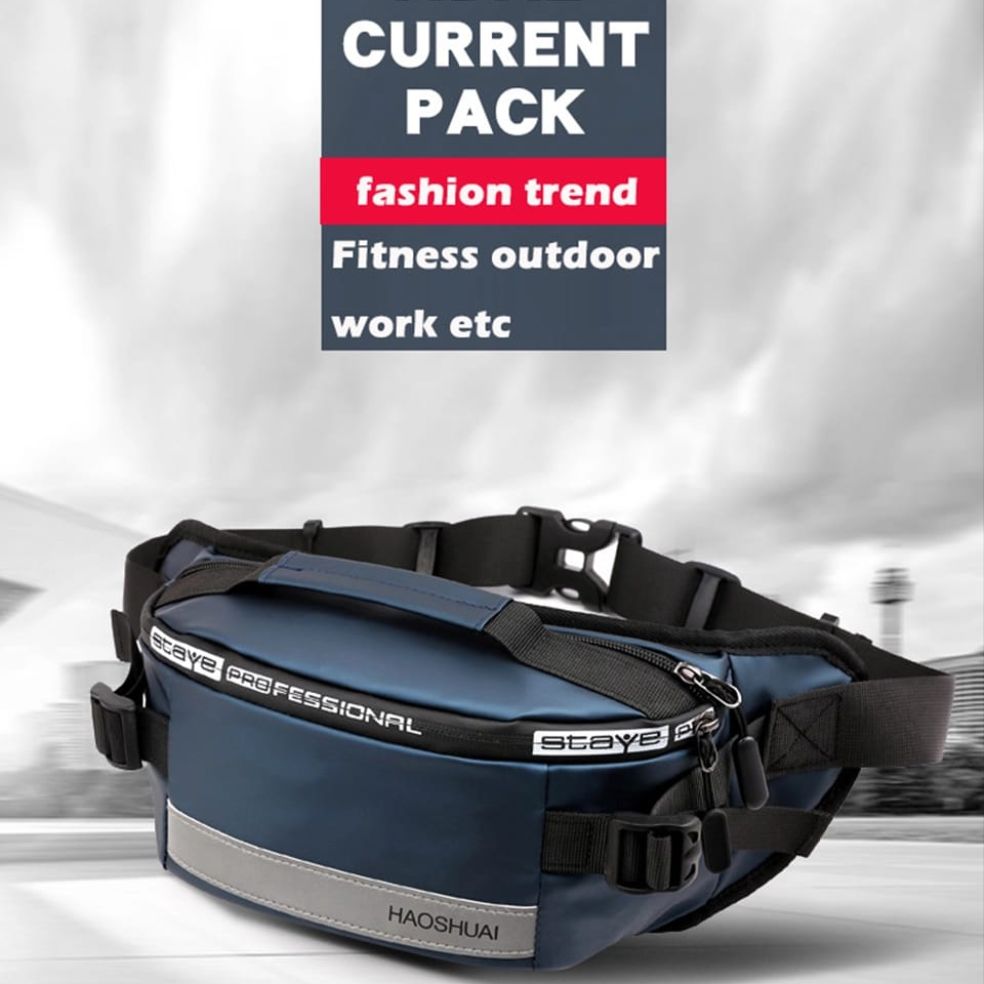 CURRENT
PACK
fashion trend
Fitness outdoor
work etc
staye PROFESSIONAL
staye
HAOSHUAI